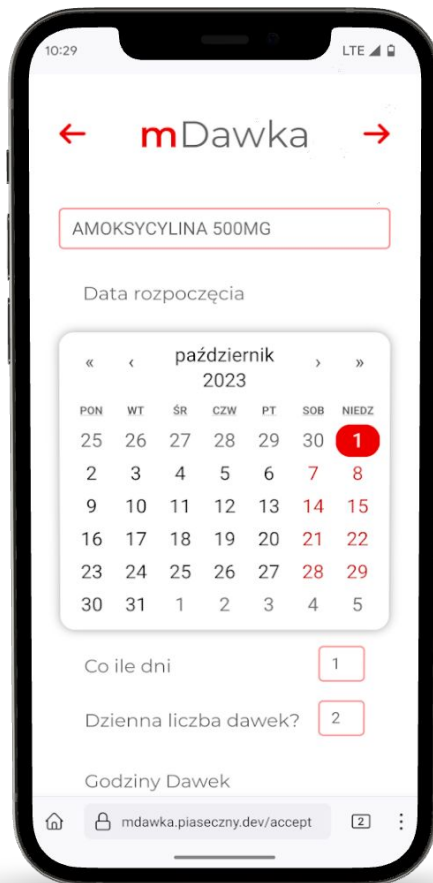 10:29 LTE
mDawka
AMOKSYCYLINA 500MG
Data rozpoczęcia
« ‹ październik › »
2023
PON WT ŚR CZW PT SOB NIEDZ
25 26 27 28 29 30 1
2 3 4 5 6 7 8
9 10 11 12 13 14 15
16 17 18 19 20 21 22
23 24 25 26 27 28 29
30 31 1 2 3 4 5
Co ile dni 1
Dzienna liczba dawek? 2
Godziny Dawek
mdawka.piaseczny.dev/accept 2